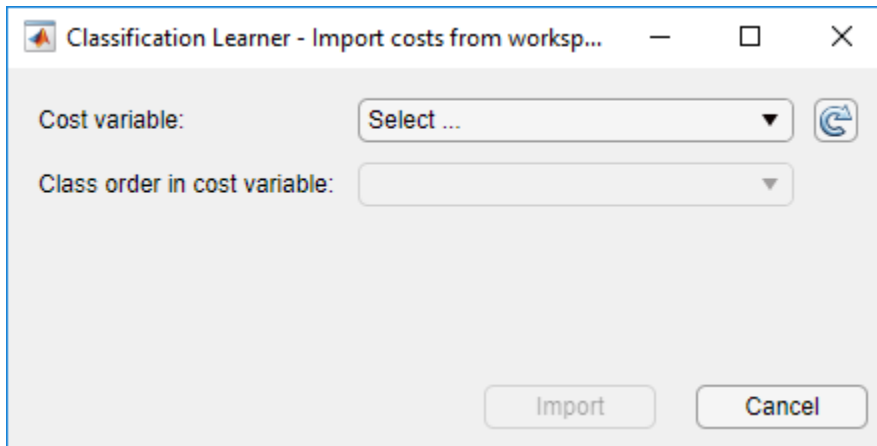 Classification Learner - Import costs from worksp...
Cost variable:
Select ...
Class order in cost variable:
Import
Cancel